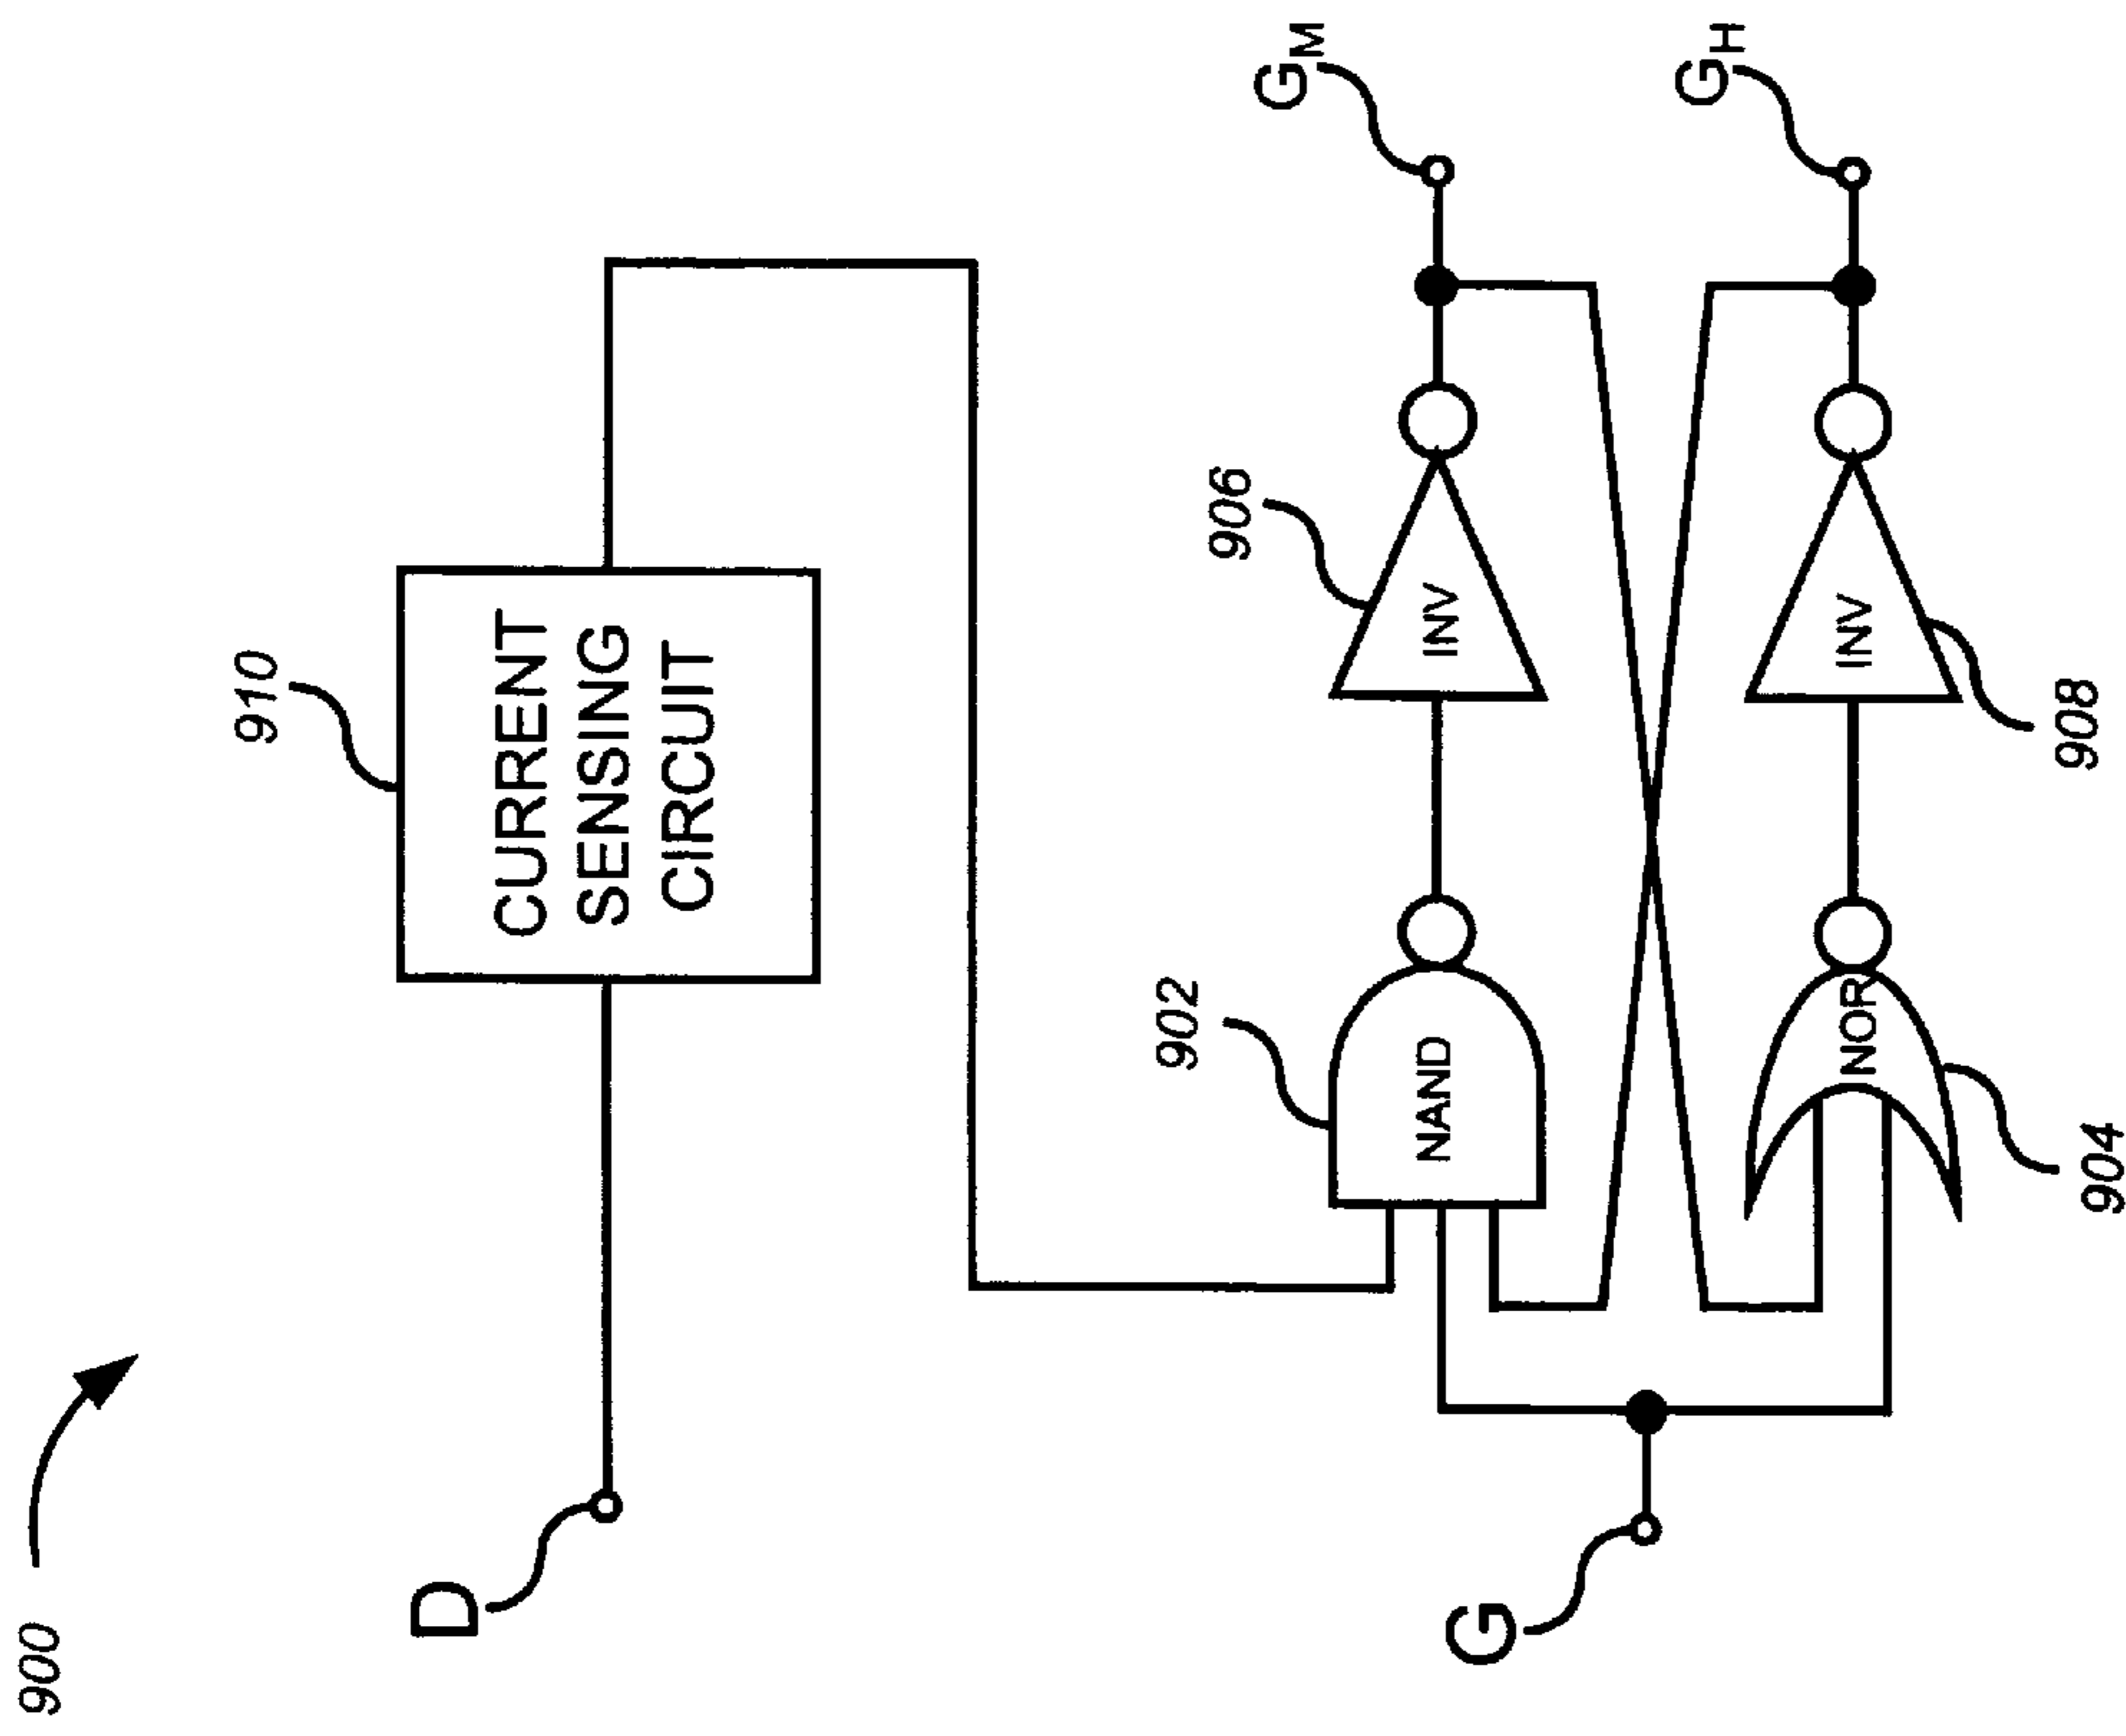 900
910
D
CURRENT
SENSING
CIRCUIT
902
906
G_M
NAND
INV
G
NOR
INV
G_H
904
908